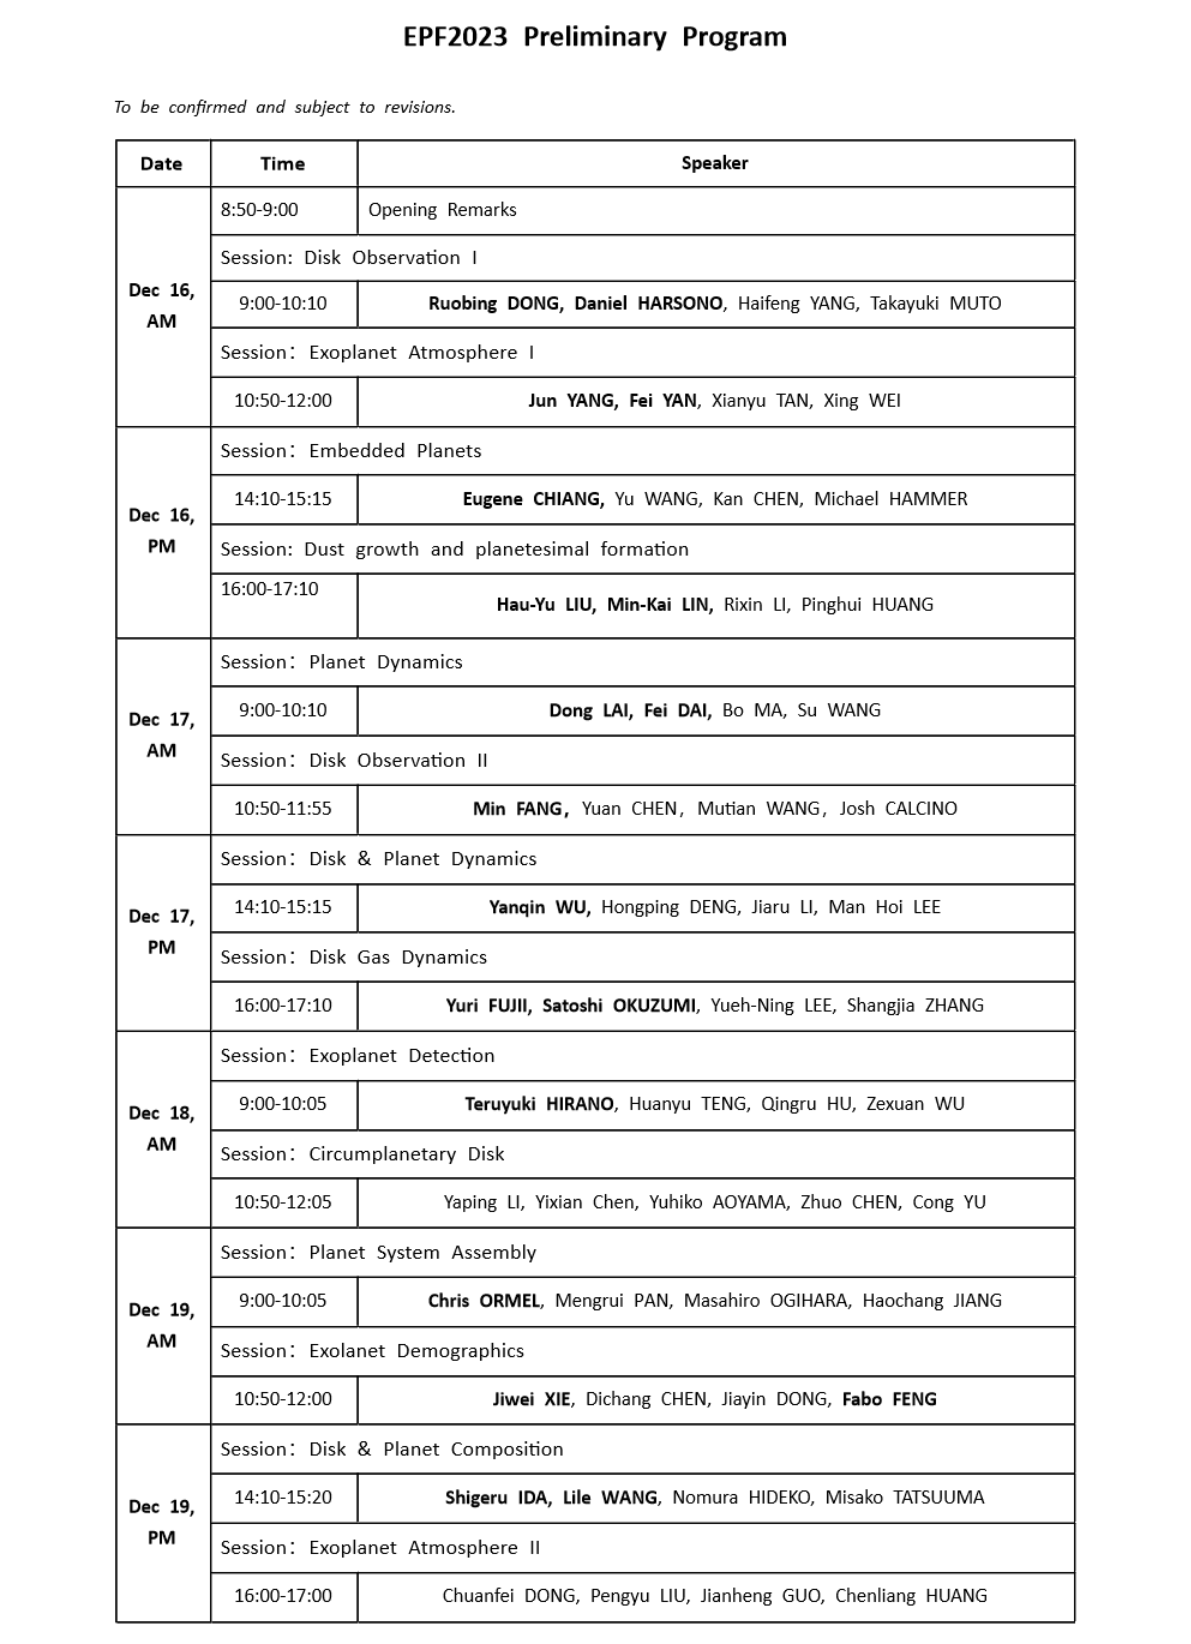 EPF2023 Preliminary Program
To be confirmed and subject to revisions.
Date Time Speaker
Dec 16, AM
8:50-9:00 Opening Remarks
Session: Disk Observation I
9:00-10:10 Ruobing DONG, Daniel HARSONO, Haifeng YANG, Takayuki MUTO
Session：Exoplanet Atmosphere I
10:50-12:00 Jun YANG, Fei YAN, Xianyu TAN, Xing WEI
Dec 16, PM
Session：Embedded Planets
14:10-15:15 Eugene CHIANG, Yu WANG, Kan CHEN, Michael HAMMER
Session: Dust growth and planetesimal formation
16:00-17:10 Hau-Yu LIU, Min-Kai LIN, Rixin LI, Pinghui HUANG
Dec 17, AM
Session：Planet Dynamics
9:00-10:10 Dong LAI, Fei DAI, Bo MA, Su WANG
Session：Disk Observation II
10:50-11:55 Min FANG, Yuan CHEN, Mutian WANG, Josh CALCINO
Dec 17, PM
Session：Disk & Planet Dynamics
14:10-15:15 Yanqin WU, Hongping DENG, Jiaru LI, Man Hoi LEE
Session：Disk Gas Dynamics
16:00-17:10 Yuri FUJII, Satoshi OKUZUMI, Yueh-Ning LEE, Shangjia ZHANG
Dec 18, AM
Session：Exoplanet Detection
9:00-10:05 Teruyuki HIRANO, Huanyu TENG, Qingru HU, Zexuan WU
Session：Circumplanetary Disk
10:50-12:05 Yaping LI, Yixian Chen, Yuhiko AOYAMA, Zhuo CHEN, Cong YU
Dec 19, AM
Session：Planet System Assembly
9:00-10:05 Chris ORMEL, Mengrui PAN, Masahiro OGIHARA, Haochang JIANG
Session：Exolanet Demographics
10:50-12:00 Jiwei XIE, Dichang CHEN, Jiayin DONG, Fabo FENG
Dec 19, PM
Session：Disk & Planet Composition
14:10-15:20 Shigeru IDA, Lile WANG, Nomura HIDEKO, Misako TATSUUMA
Session：Exoplanet Atmosphere II
16:00-17:00 Chuanfei DONG, Pengyu LIU, Jianheng GUO, Chenliang HUANG